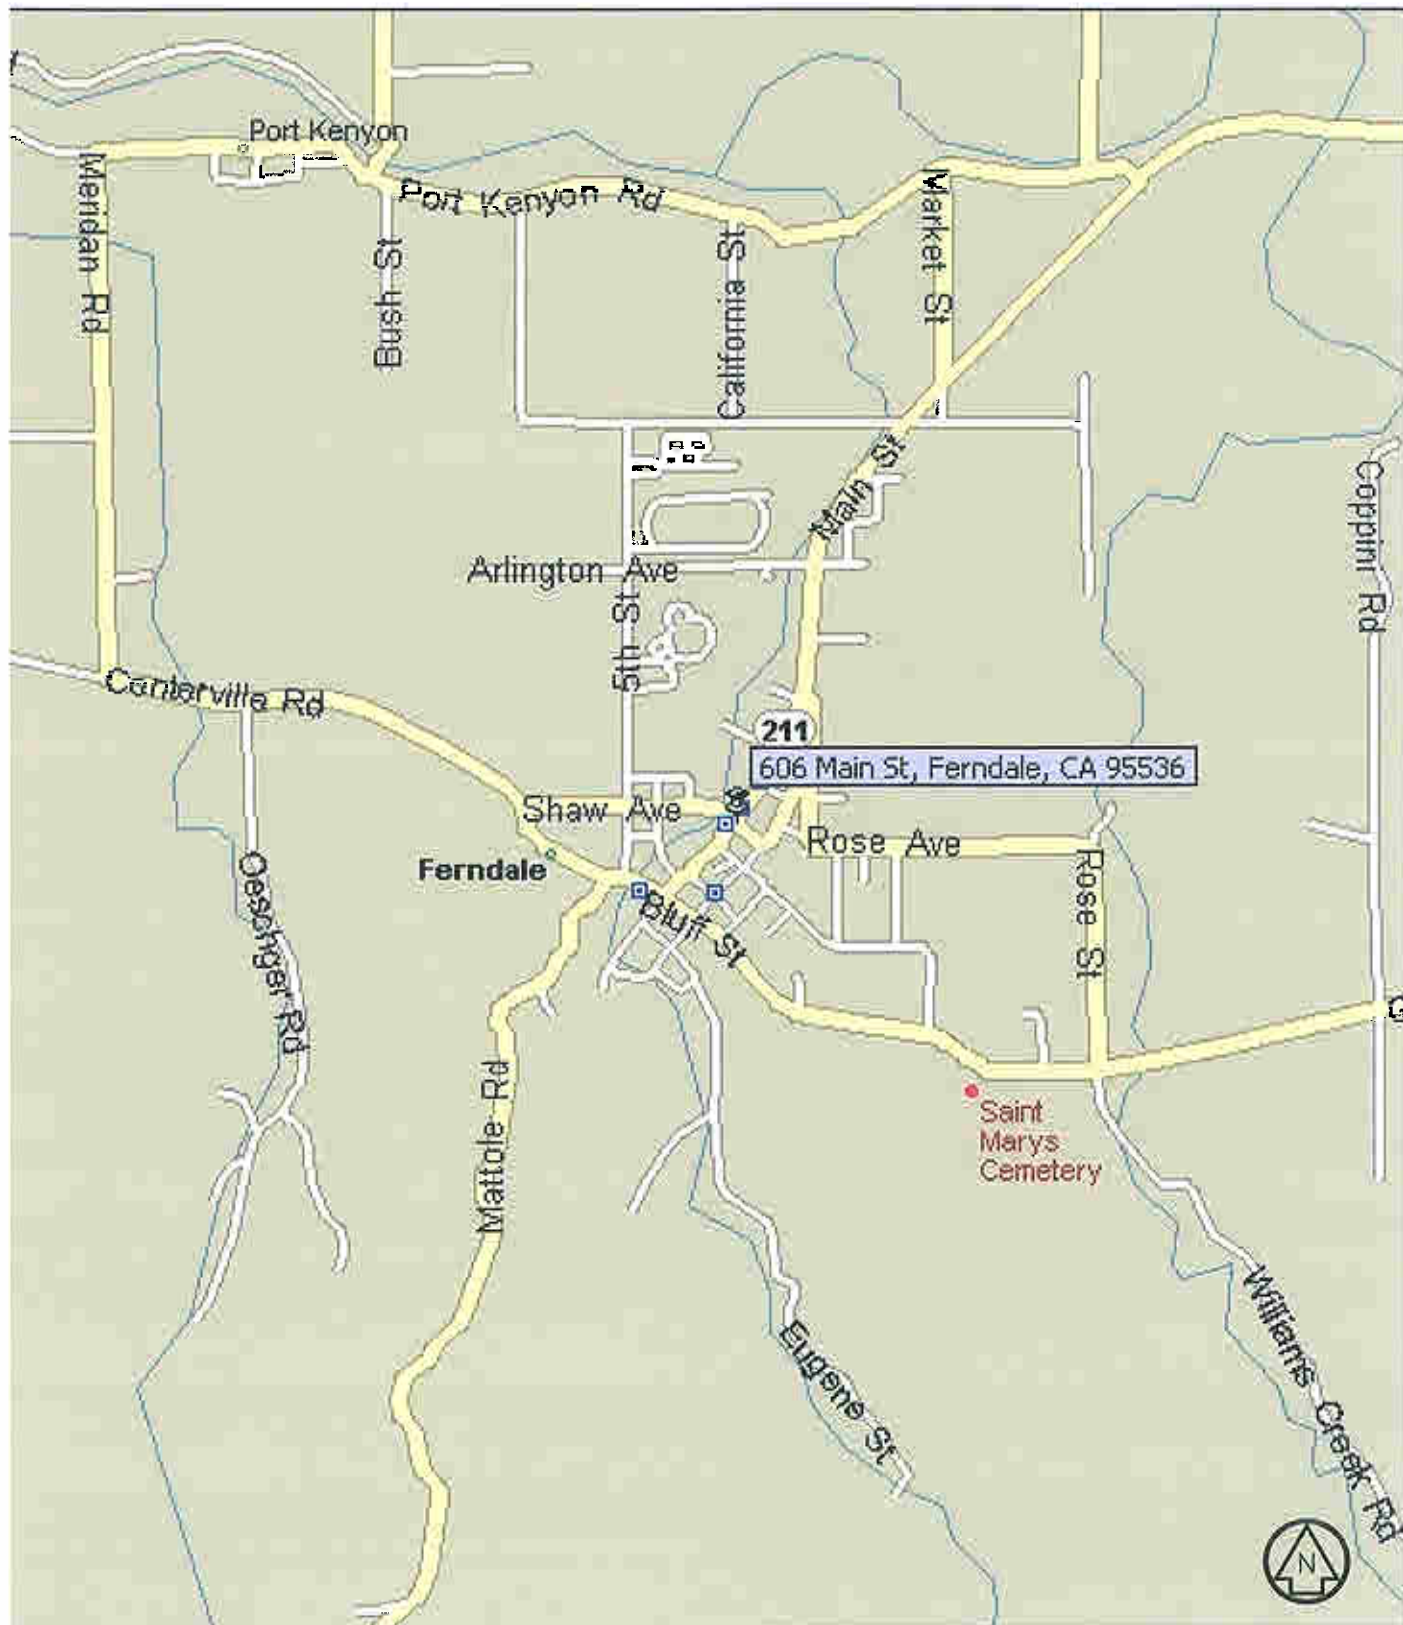 Port Kenyon
Port Kenyon Rd
Meridan Rd
Bush St
California St
Market St
Main St
Coppini Rd
Arlington Ave
5th St
Centerville Rd
211
606 Main St, Ferndale, CA 95536
Shaw Ave
Rose Ave
Ferndale
Bluff St
Rose St
Oeschger Rd
Mattole Rd
Saint
Marys
Cemetery
Williams Creek Rd
Eugene St
N